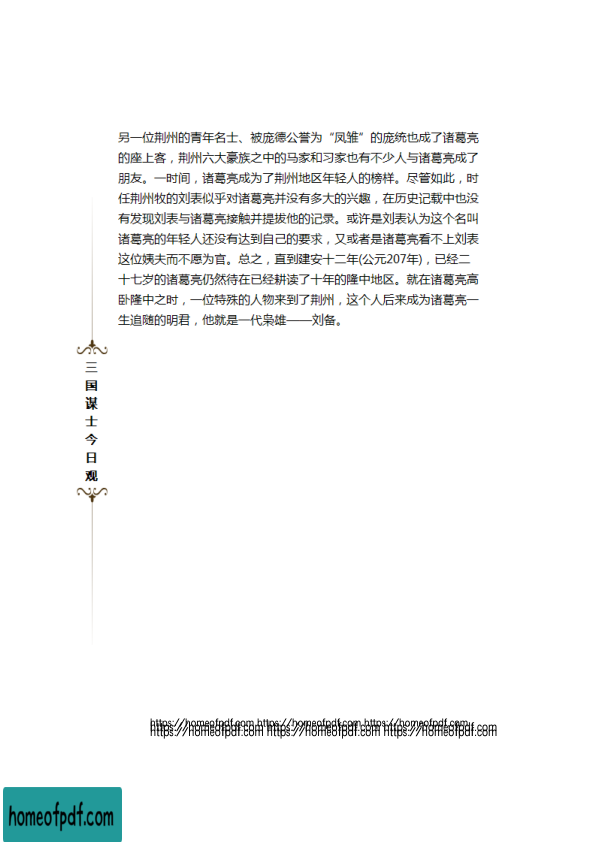 另一位荆州的青年名士、被庞德公誉为“凤雏”的庞统也成了诸葛亮
的座上客，荆州六大豪族之中的马家和习家也有不少人与诸葛亮成了
朋友。一时间，诸葛亮成为了荆州地区年轻人的榜样。尽管如此，时
任荆州牧的刘表似乎对诸葛亮并没有多大的兴趣，在历史记载中也没
有发现刘表与诸葛亮接触并提拔他的记录。或许是刘表认为这个名叫
诸葛亮的年轻人还没有达到自己的要求，又或者是诸葛亮看不上刘表
这位姨夫而不愿为官。总之，直到建安十二年(公元207年)，已经二
十七岁的诸葛亮仍然待在已经耕读了十年的隆中地区。就在诸葛亮高
卧隆中之时，一位特殊的人物来到了荆州，这个人后来成为诸葛亮一
生追随的明君，他就是一代枭雄——刘备。
三国谋士今日观
https://homeofpdf.com https://homeofpdf.com https://homeofpdf.com
https://homeofpdf.com https://homeofpdf.com https://homeofpdf.com
homeofpdf.com